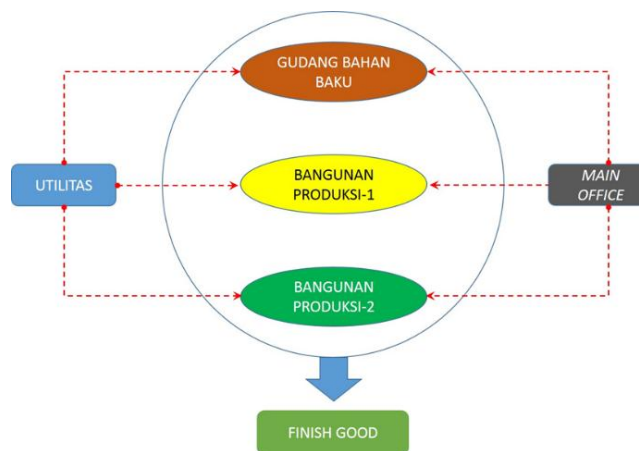 GUDANG BAHAN
BAKU
UTILITAS
BANGUNAN
PRODUKSI-1
MAIN
OFFICE
BANGUNAN
PRODUKSI-2
FINISH GOOD